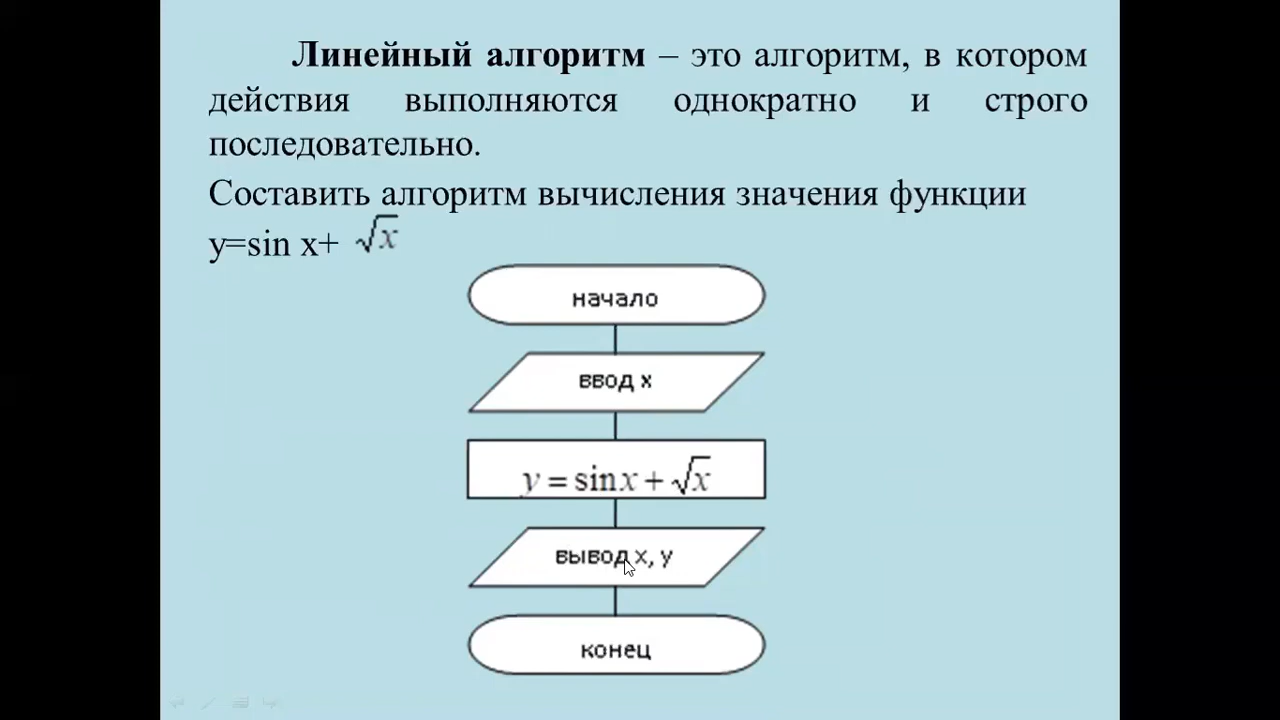 Линейный алгоритм – это алгоритм, в котором
действия выполняются однократно и строго
последовательно.
Составить алгоритм вычисления значения функции
y=sin x+ √x
начало
ввод x
y = sin x + √x
вывод x, y
конец